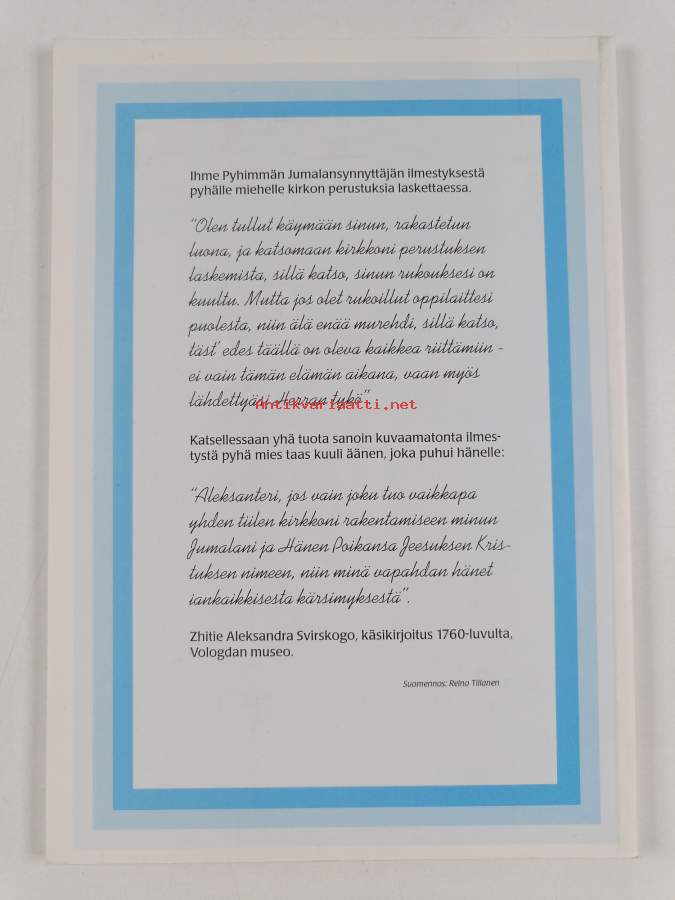 Ihme Pyhimmän Jumalansynnyttäjän ilmestyksestä
pyhälle miehelle kirkon perustuksia laskettaessa.
"Olen tullut käymään sinun, rakastetun
luona, ja katsomaan kirkkoni perustuksen
laskemista, sillä katso, sinun rukouksesi on
kuultu. Mutta jos olet rukoillut oppilaittesi
puolesta, niin älä enää murehdi, sillä katso,
täst' edes täällä on oleva kaikkea riittämiin -
ei vain tämän elämän aikana, vaan myös
lähdettyäsi Herran tykö"
Antikvariaatti.net
Katsellessaan yhä tuota sanoin kuvaamatonta ilmes-
tystä pyhä mies taas kuuli äänen, joka puhui hänelle:
"Aleksanteri, jos vain joku tuo vaikkapa
yhden tiilen kirkkoni rakentamiseen minun
Jumalani ja Hänen Poikansa Jeesuksen Kris-
tuksen nimeen, niin minä vapahdan hänet
iankaikkisesta kärsimyksestä".
Zhitie Aleksandra Svirskogo, käsikirjoitus 1760-luvulta,
Vologdan museo.
Suomennos: Reino Tillanen